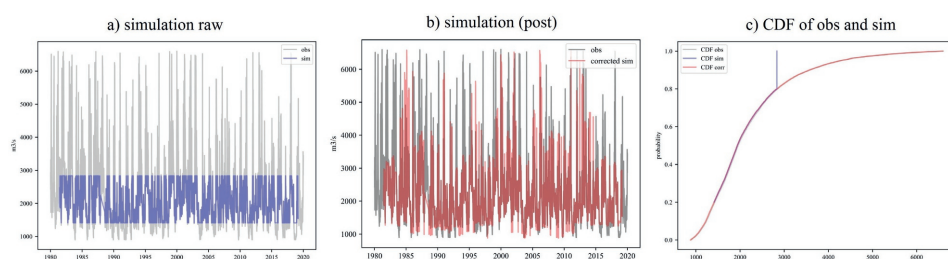 a) simulation raw
obs
sim
m3/s
6000
5000
4000
3000
2000
1000
1980 1985 1990 1995 2000 2005 2010 2015 2020
b) simulation (post)
obs
corrected sim
m3/s
6000
5000
4000
3000
2000
1000
1980 1985 1990 1995 2000 2005 2010 2015 2020
c) CDF of obs and sim
CDF obs
CDF sim
CDF corr
probability
1.0
0.8
0.6
0.4
0.2
0.0
1000 2000 3000 4000 5000 6000